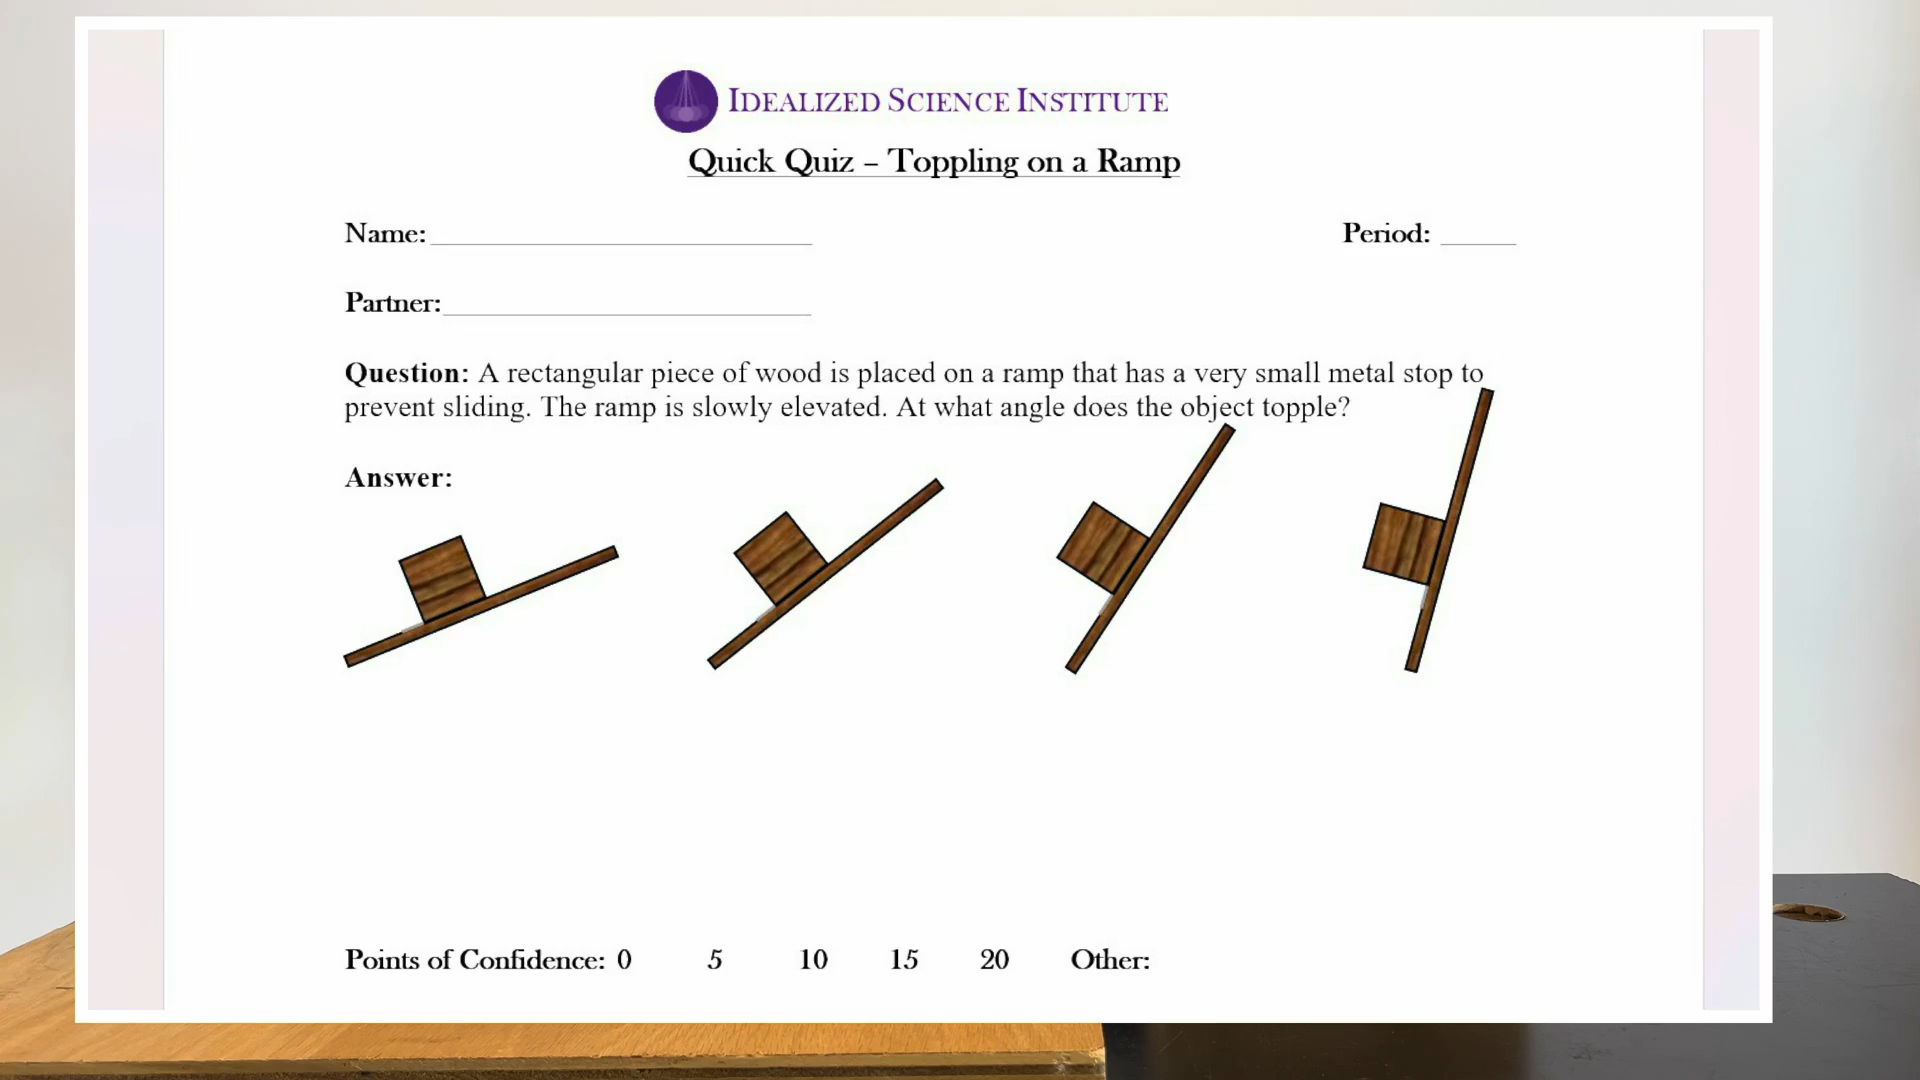 IDEALIZED SCIENCE INSTITUTE
Quick Quiz – Toppling on a Ramp
Name: Period:
Partner:
Question: A rectangular piece of wood is placed on a ramp that has a very small metal stop to
prevent sliding. The ramp is slowly elevated. At what angle does the object topple?
Answer:
Points of Confidence: 0 5 10 15 20 Other: